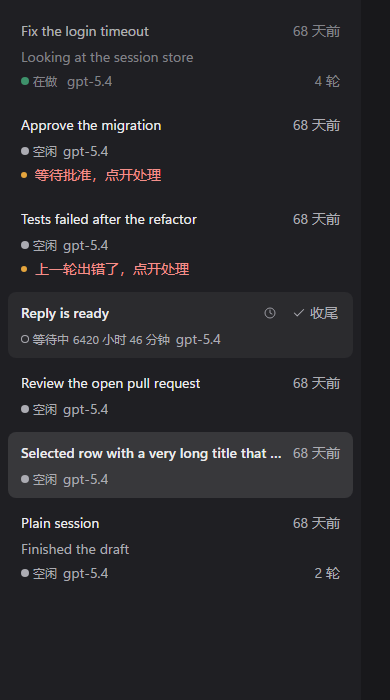 Fix the login timeout 68 天前
Looking at the session store
在做 gpt-5.4 4 轮
Approve the migration 68 天前
空闲 gpt-5.4
等待批准，点开处理
Tests failed after the refactor 68 天前
空闲 gpt-5.4
上一轮出错了，点开处理
Reply is ready 收尾
等待中 6420 小时 46 分钟 gpt-5.4
Review the open pull request 68 天前
空闲 gpt-5.4
Selected row with a very long title that ... 68 天前
空闲 gpt-5.4
Plain session 68 天前
Finished the draft
空闲 gpt-5.4 2 轮